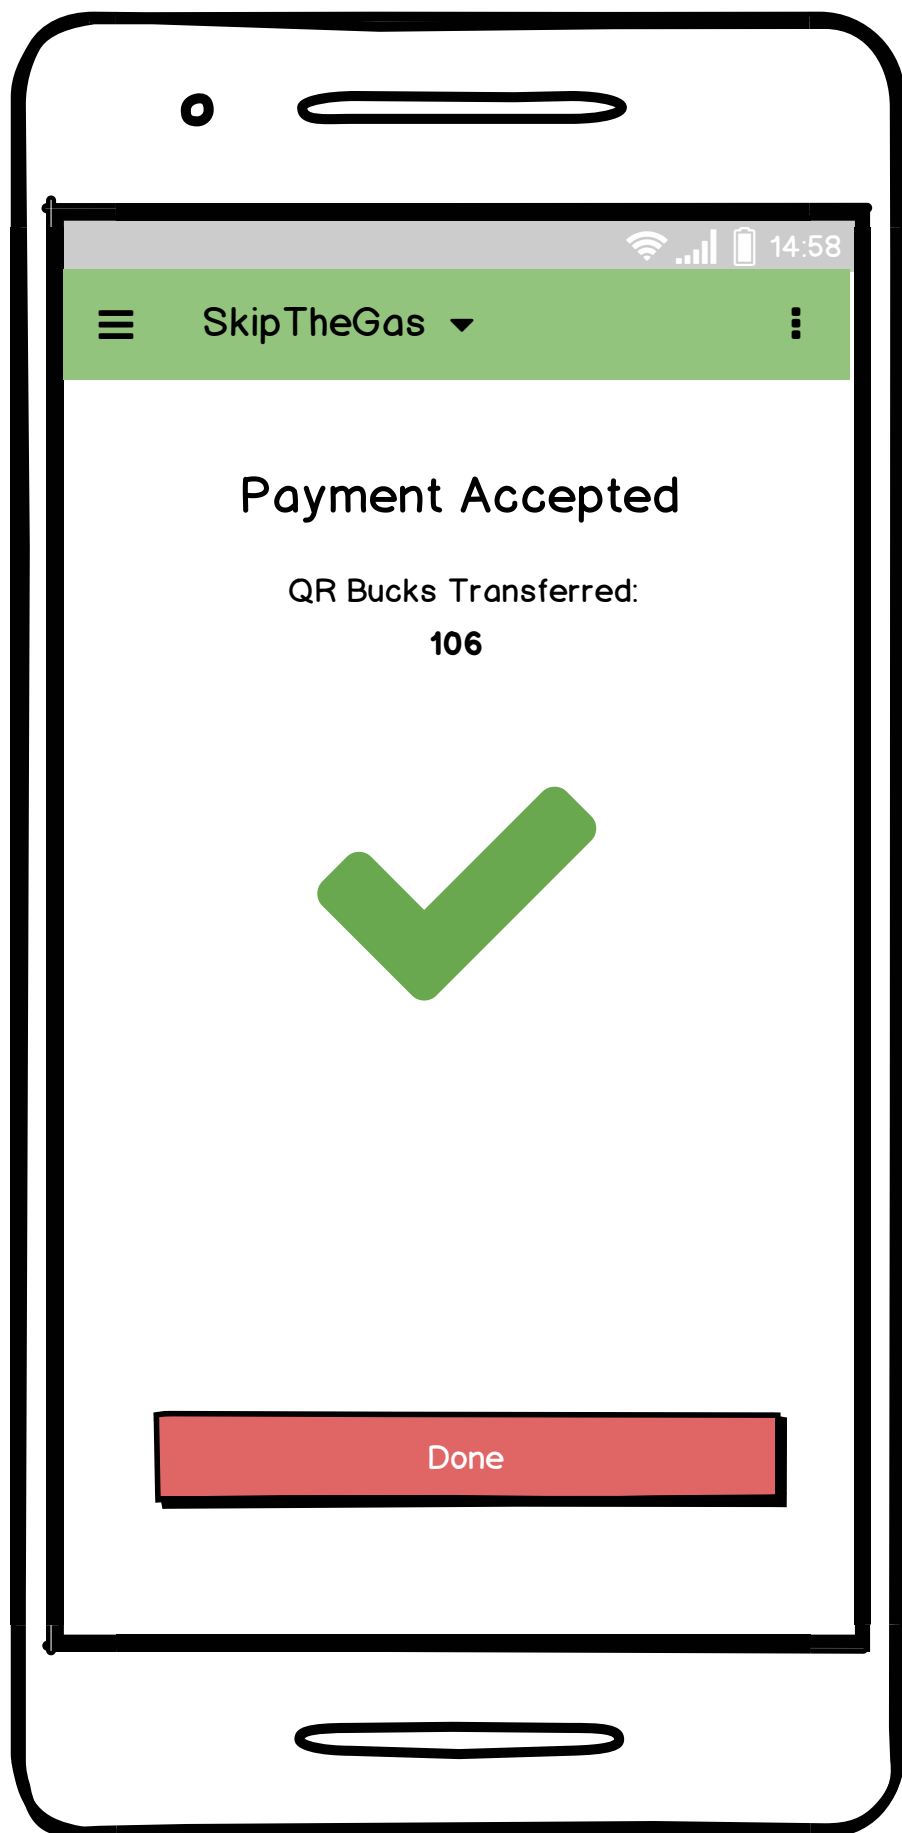 14:58
SkipTheGas
Payment Accepted
QR Bucks Transferred:
106
Done